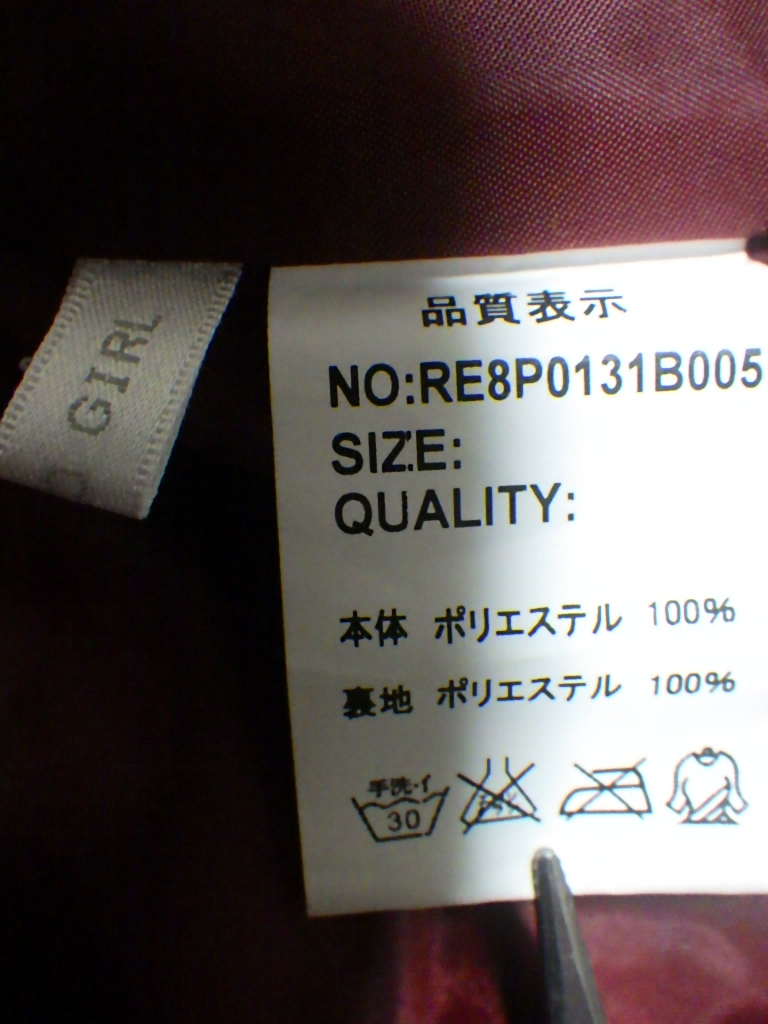 GIRL
品質表示
NO:RE8P0131B005
SIZE:
QUALITY:
本体 ポリエステル 100%
裏地 ポリエステル 100%
手洗・イ
30